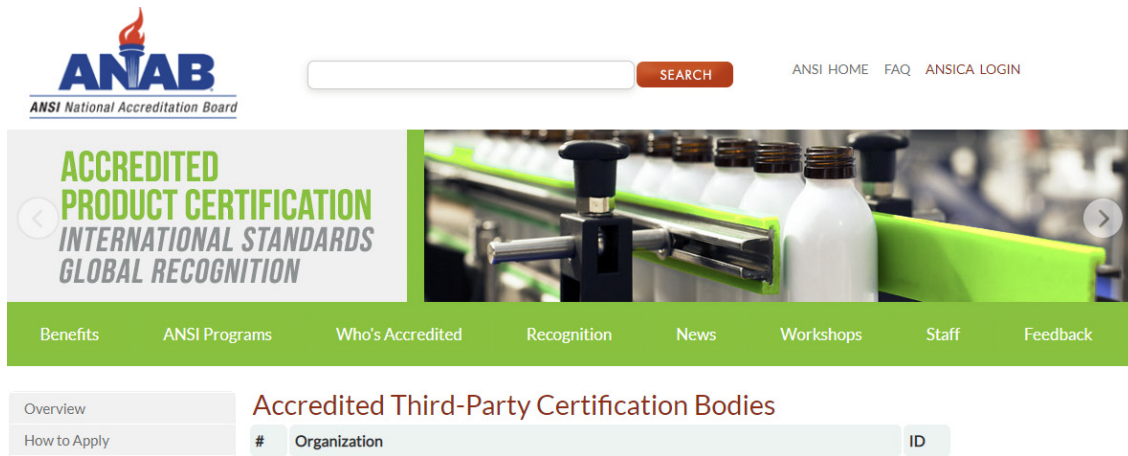 ANAB
ANSI National Accreditation Board
SEARCH
ANSI HOME FAQ ANSICA LOGIN
ACCREDITED
PRODUCT CERTIFICATION
INTERNATIONAL STANDARDS
GLOBAL RECOGNITION
Benefits ANSI Programs Who's Accredited Recognition News Workshops Staff Feedback
Overview
How to Apply
Accredited Third-Party Certification Bodies
# Organization ID